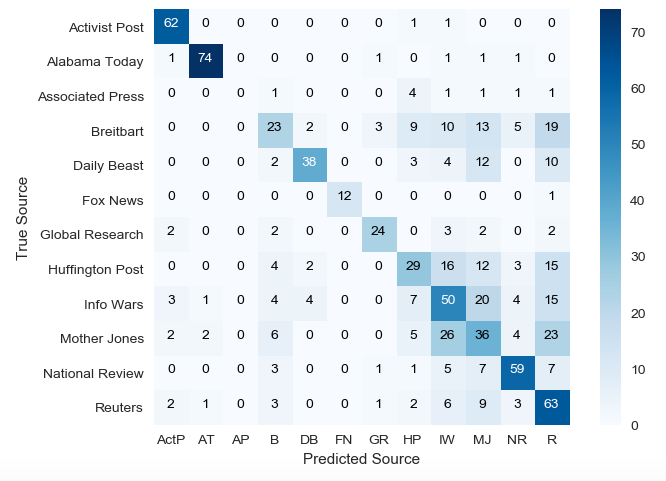 Activist Post 62 0 0 0 0 0 0 1 1 0 0 0
Alabama Today 1 74 0 0 0 0 1 0 1 1 1 0
Associated Press 0 0 0 1 0 0 0 4 1 1 1 1
Breitbart 0 0 0 23 2 0 3 9 10 13 5 19
Daily Beast 0 0 0 2 38 0 0 3 4 12 0 10
Fox News 0 0 0 0 0 12 0 0 0 0 0 1
Global Research 2 0 0 2 0 0 24 0 3 2 0 2
Huffington Post 0 0 0 4 2 0 0 29 16 12 3 15
Info Wars 3 1 0 4 4 0 0 7 50 20 4 15
Mother Jones 2 2 0 6 0 0 0 5 26 36 4 23
National Review 0 0 0 3 0 0 1 1 5 7 59 7
Reuters 2 1 0 3 0 0 1 2 6 9 3 63
ActP AT AP B DB FN GR HP IW MJ NR R
Predicted Source
True Source
70
60
50
40
30
20
10
0